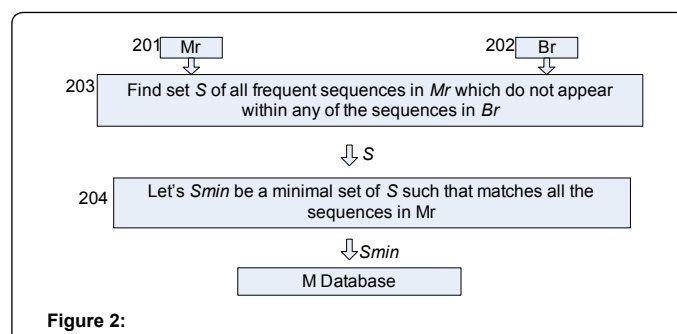 201 Mr 202 Br
203 Find set S of all frequent sequences in Mr which do not appear
within any of the sequences in Br
S
204 Let's Smin be a minimal set of S such that matches all the
sequences in Mr
Smin
M Database
Figure 2: